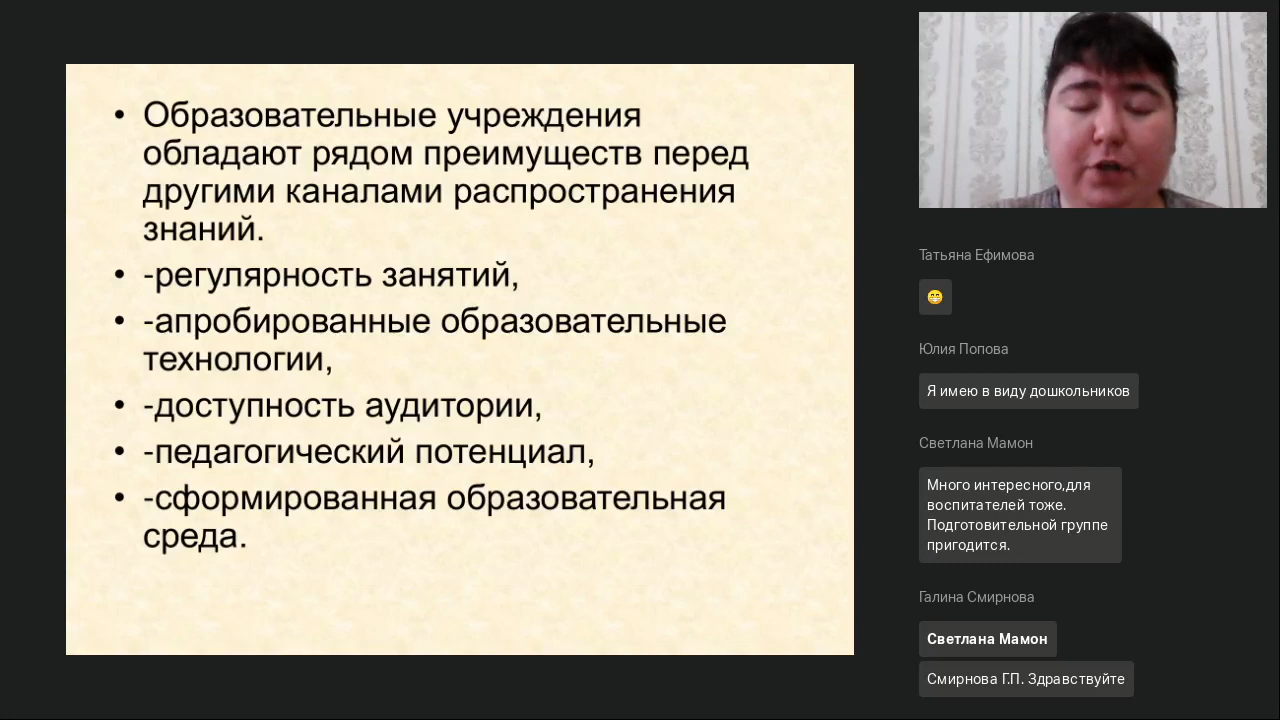 • Образовательные учреждения
обладают рядом преимуществ перед
другими каналами распространения
знаний.
• -регулярность занятий,
• -апробированные образовательные
технологии,
• -доступность аудитории,
• -педагогический потенциал,
• -сформированная образовательная
среда.
Татьяна Ефимова
😁
Юлия Попова
Я имею в виду дошкольников
Светлана Мамон
Много интересного,для
воспитателей тоже.
Подготовительной группе
пригодится.
Галина Смирнова
Светлана Мамон
Смирнова Г.П. Здравствуйте